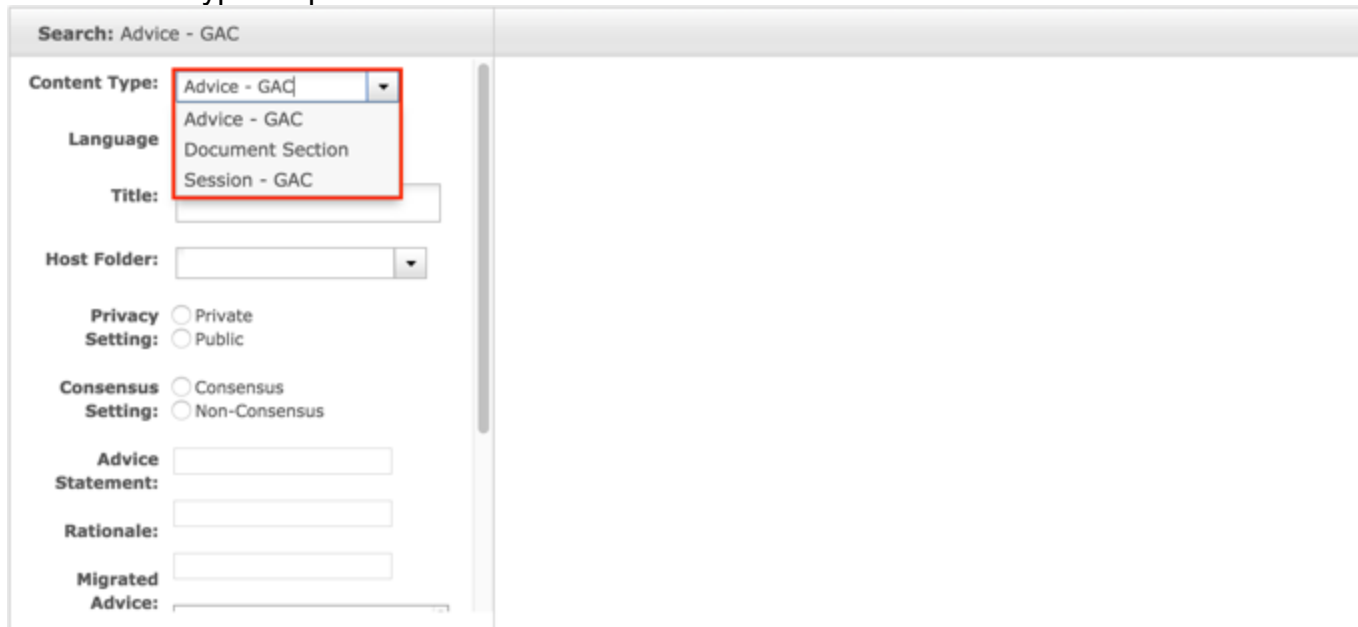 Search: Advice - GAC
Content Type: Advice - GAC
Advice - GAC
Language
Document Section
Session - GAC
Title:
Host Folder:
Privacy Setting:
Private
Public
Consensus Setting:
Consensus
Non-Consensus
Advice Statement:
Rationale:
Migrated Advice: